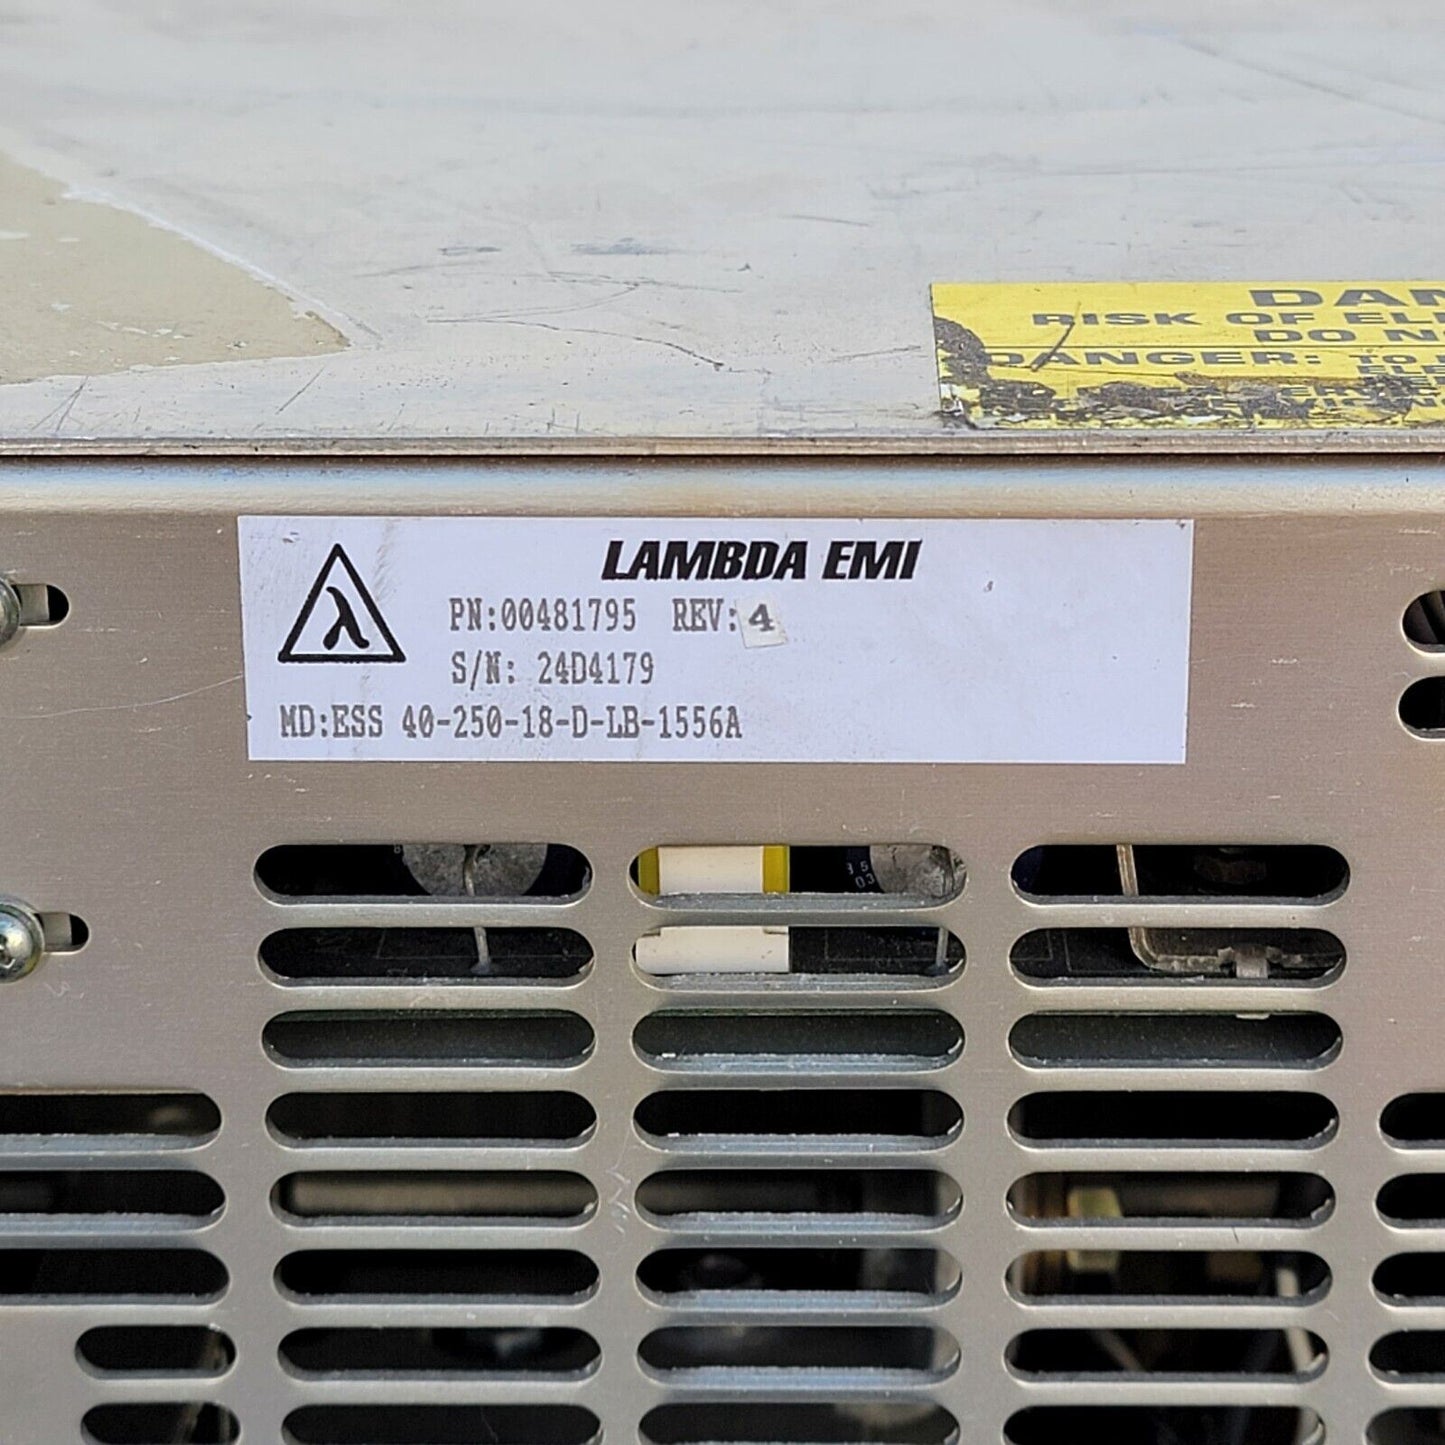 DAN
RISK OF EL
DO N
DANGER: TO
LAMBDA EMI
λ
PN:00481795 REV:4
S/N: 24D4179
MD:ESS 40-250-18-D-LB-1556A